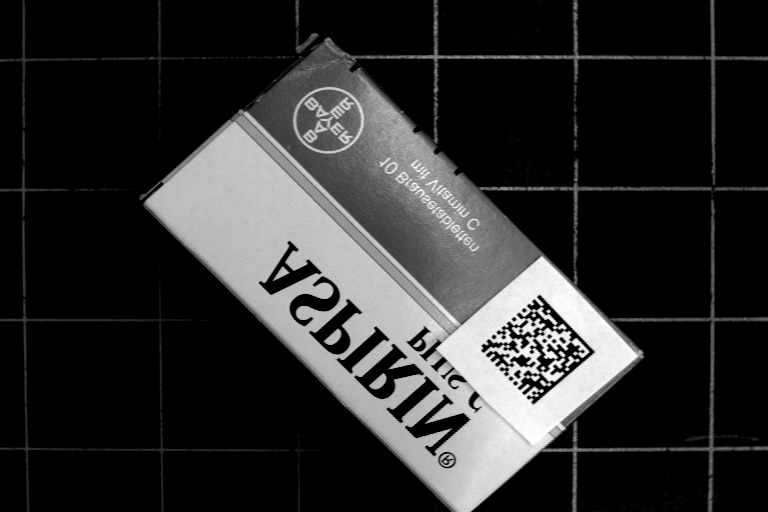 BAYER
BAYER
10 Brausetabletten
mit Vitamin C
Plus C
ASPIRIN®